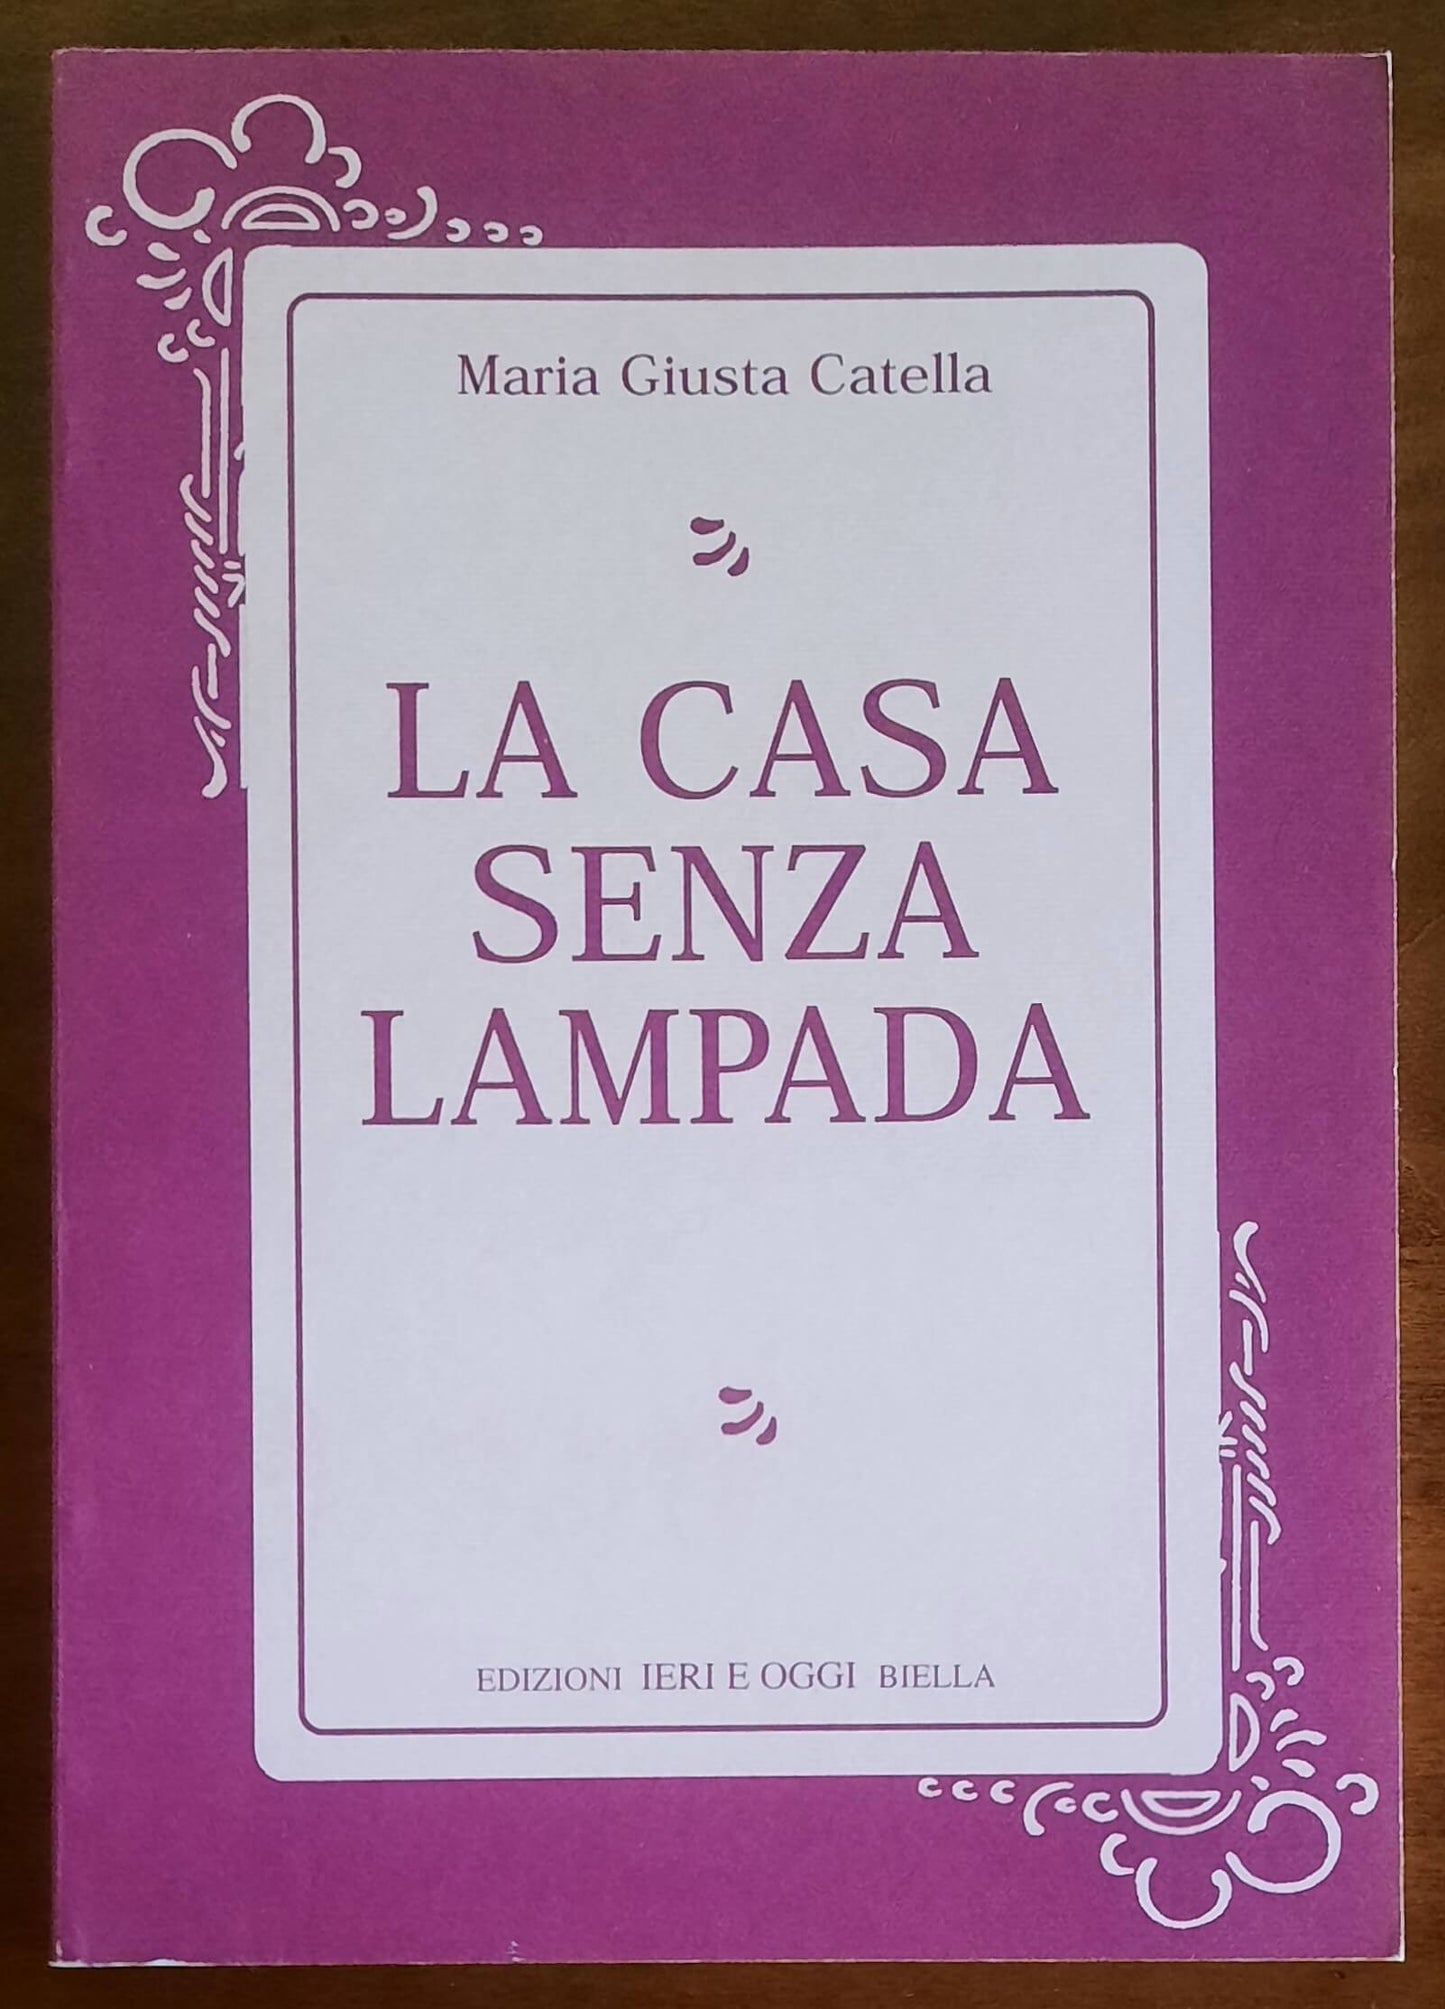 Maria Giusta Catella
LA CASA
SENZA
LAMPADA
EDIZIONI IERI E OGGI BIELLA